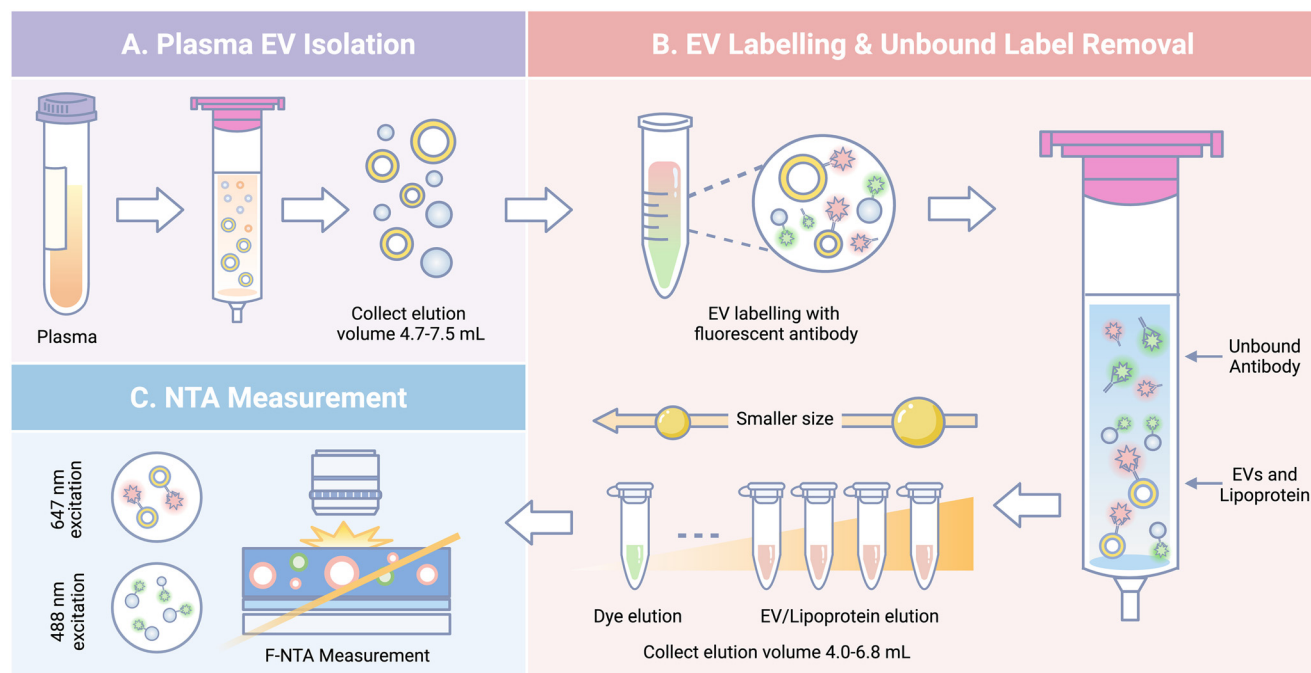 A. Plasma EV Isolation
Plasma
Collect elution
volume 4.7-7.5 mL
B. EV Labelling & Unbound Label Removal
EV labelling with
fluorescent antibody
Unbound
Antibody
EVs and
Lipoprotein
Smaller size
Dye elution
EV/Lipoprotein elution
Collect elution volume 4.0-6.8 mL
C. NTA Measurement
647 nm
excitation
488 nm
excitation
F-NTA Measurement